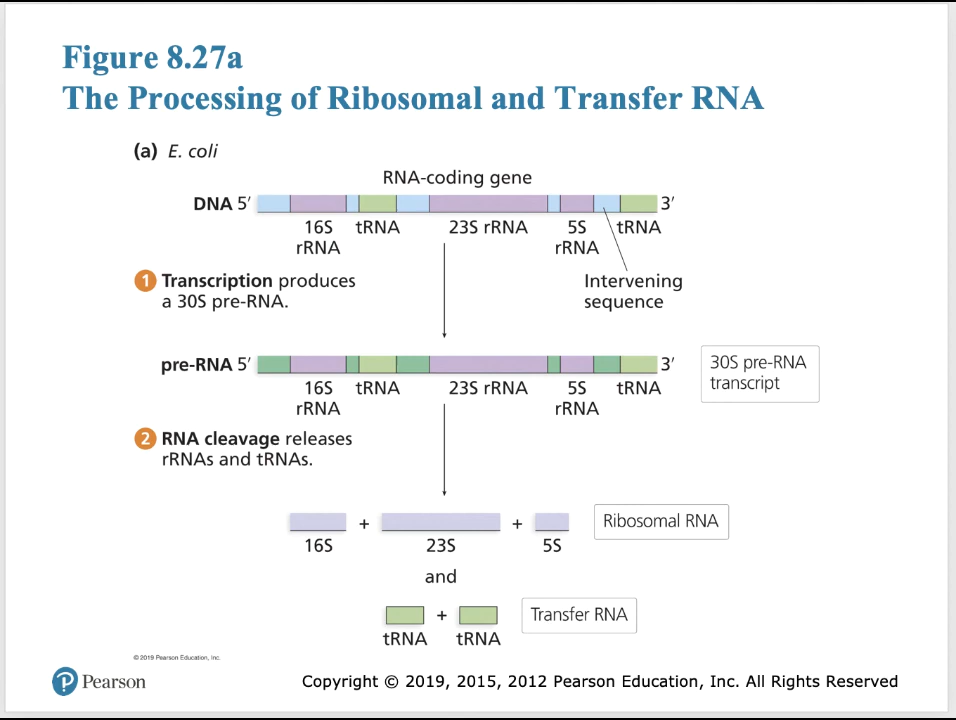 Figure 8.27a
The Processing of Ribosomal and Transfer RNA
(a) E. coli
RNA-coding gene
DNA 5′ 3′
16S rRNA
tRNA
23S rRNA
5S rRNA
tRNA
Intervening
sequence
1 Transcription produces
a 30S pre-RNA.
pre-RNA 5′ 3′
30S pre-RNA
transcript
16S rRNA
tRNA
23S rRNA
5S rRNA
tRNA
2 RNA cleavage releases
rRNAs and tRNAs.
+ +
Ribosomal RNA
16S 23S 5S
and
+
Transfer RNA
tRNA tRNA
© 2019 Pearson Education, Inc.
P Pearson
Copyright © 2019, 2015, 2012 Pearson Education, Inc. All Rights Reserved